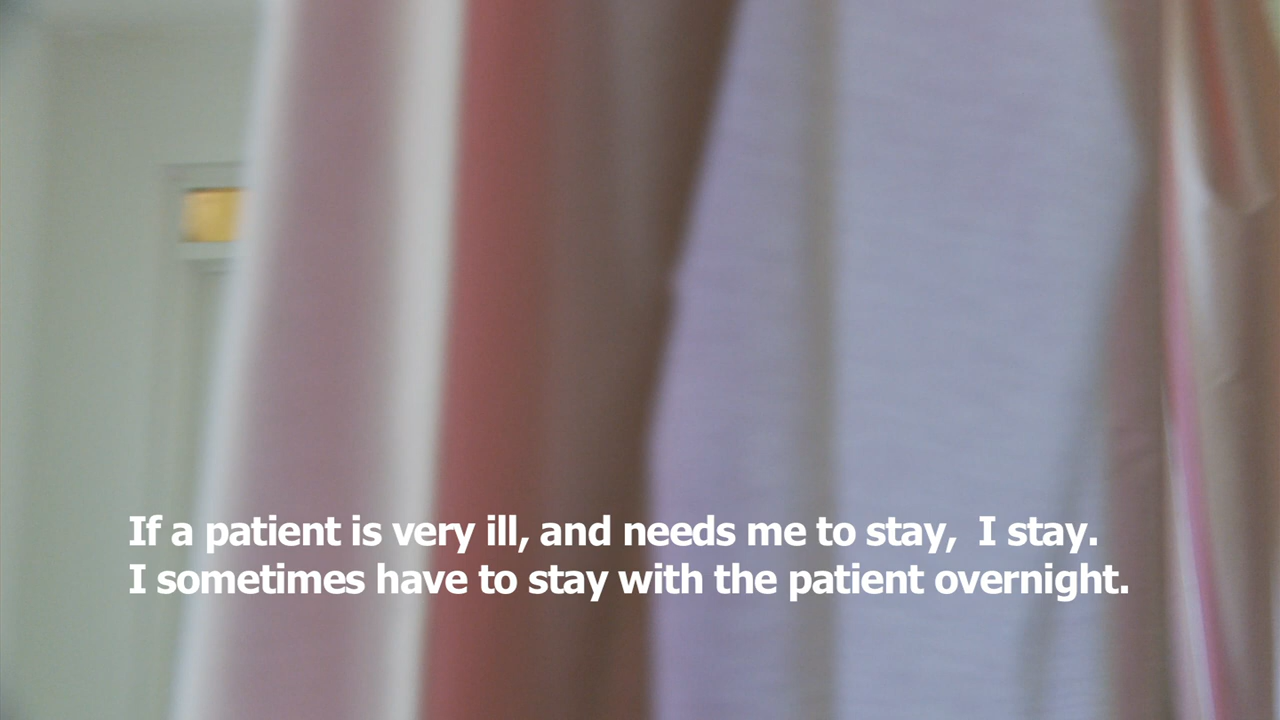 If a patient is very ill, and needs me to stay,  I stay.
I sometimes have to stay with the patient overnight.